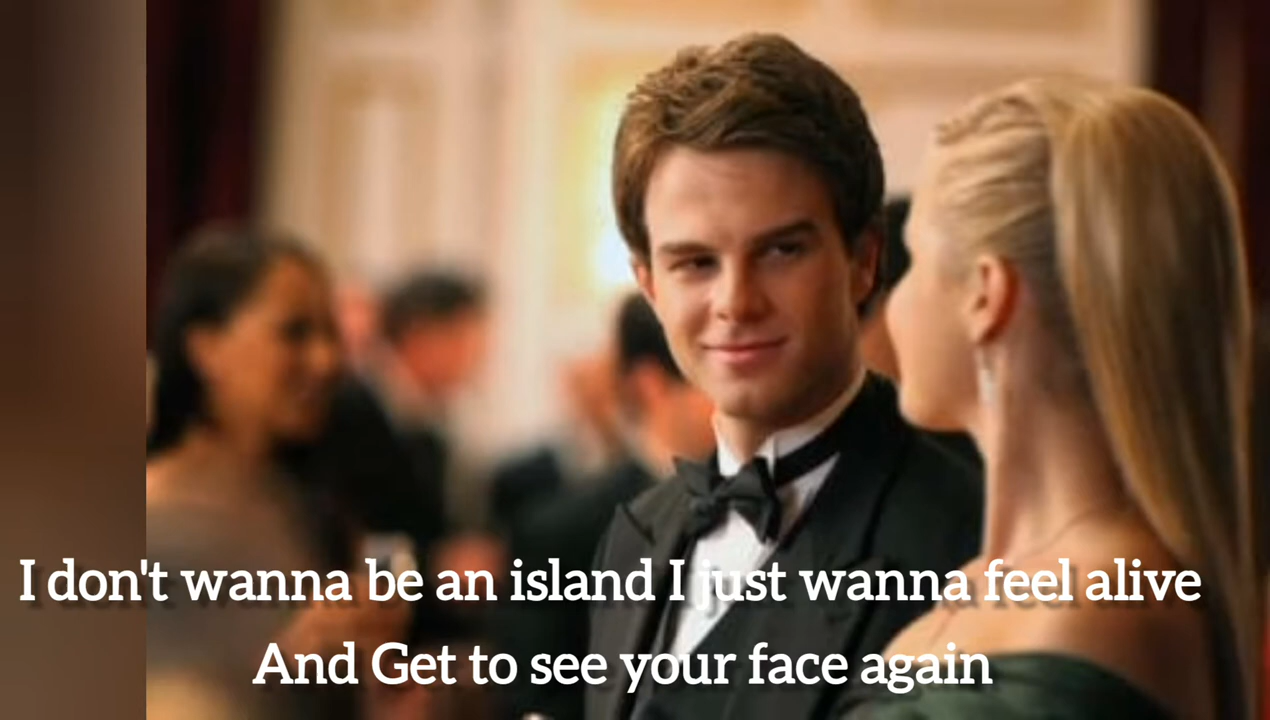 I don't wanna be an island I just wanna feel alive
And Get to see your face again